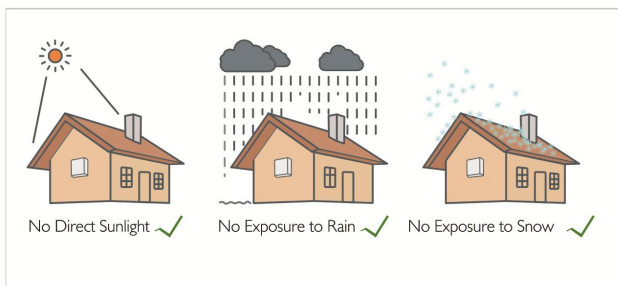 No Direct Sunlight
No Exposure to Rain
No Exposure to Snow